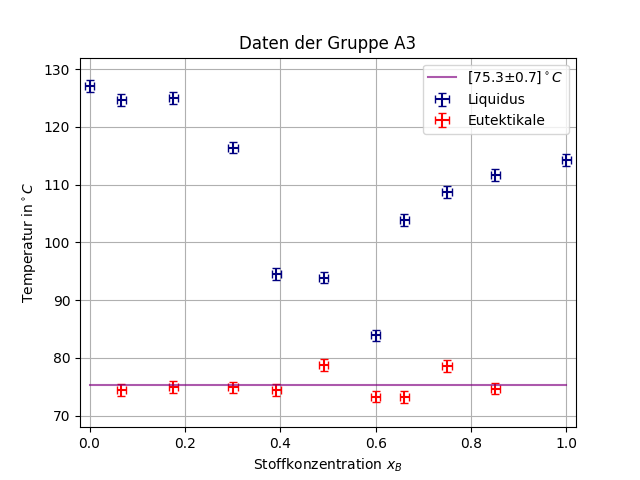 Daten der Gruppe A3
[75.3±0.7]°C
Liquidus
Eutektikale
130
120
110
100
90
80
70
Temperatur in °C
0.0 0.2 0.4 0.6 0.8 1.0
Stoffkonzentration x_B